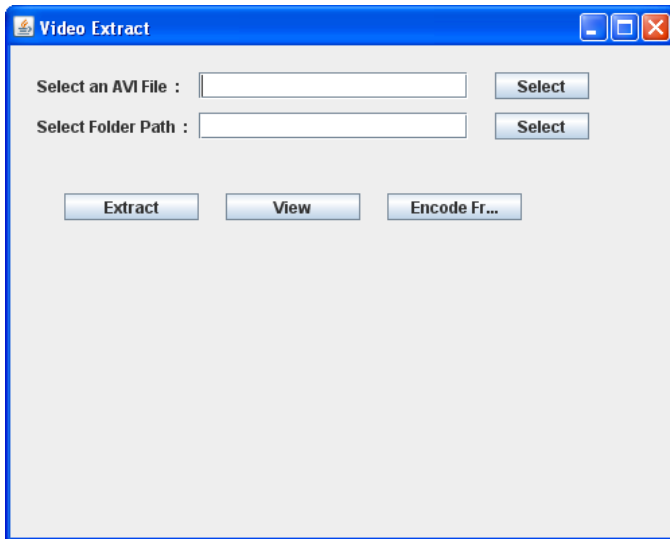 Video Extract
Select an AVI File : Select
Select Folder Path : Select
Extract View Encode Fr...